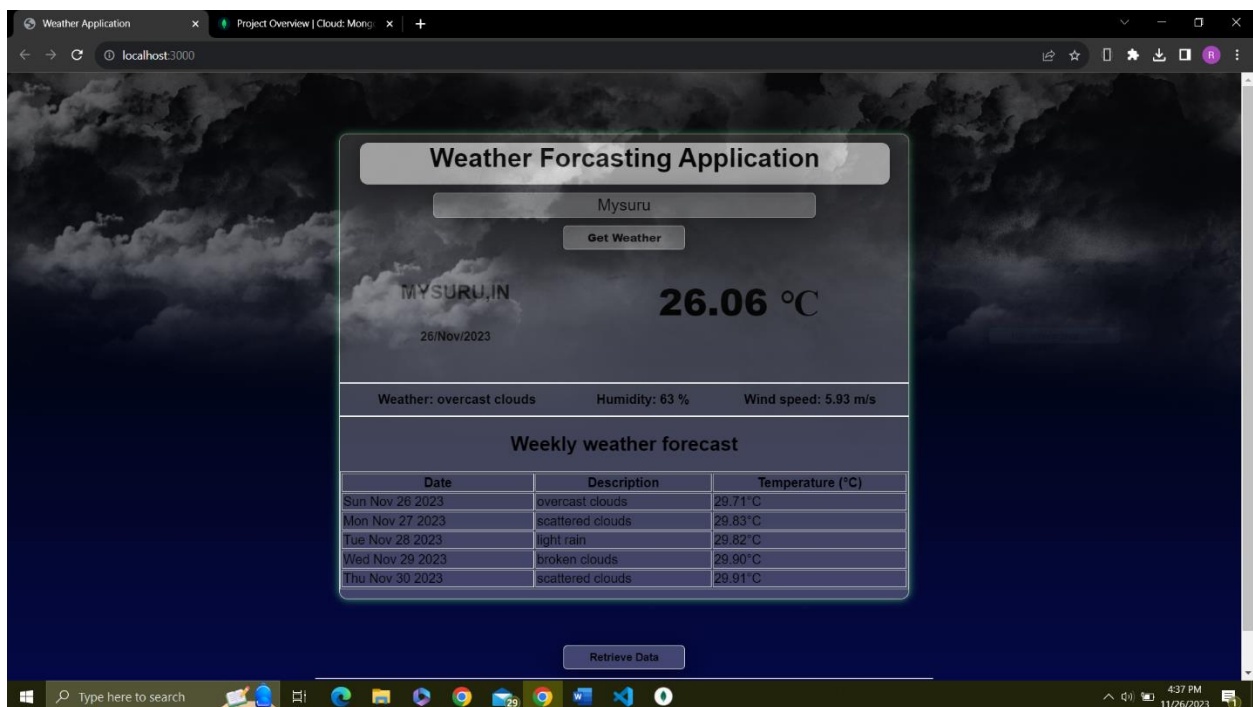 Weather Application
Project Overview | Cloud: Mong
localhost:3000
R
Weather Forcasting Application
Mysuru
Get Weather
MYSURU,IN
26.06 °C
26/Nov/2023
Weather: overcast clouds Humidity: 63 % Wind speed: 5.93 m/s
Weekly weather forecast
Date Description Temperature (°C)
Sun Nov 26 2023 overcast clouds 29.71°C
Mon Nov 27 2023 scattered clouds 29.83°C
Tue Nov 28 2023 light rain 29.82°C
Wed Nov 29 2023 broken clouds 29.90°C
Thu Nov 30 2023 scattered clouds 29.91°C
Retrieve Data
Type here to search
29
4:37 PM
11/26/2023
1